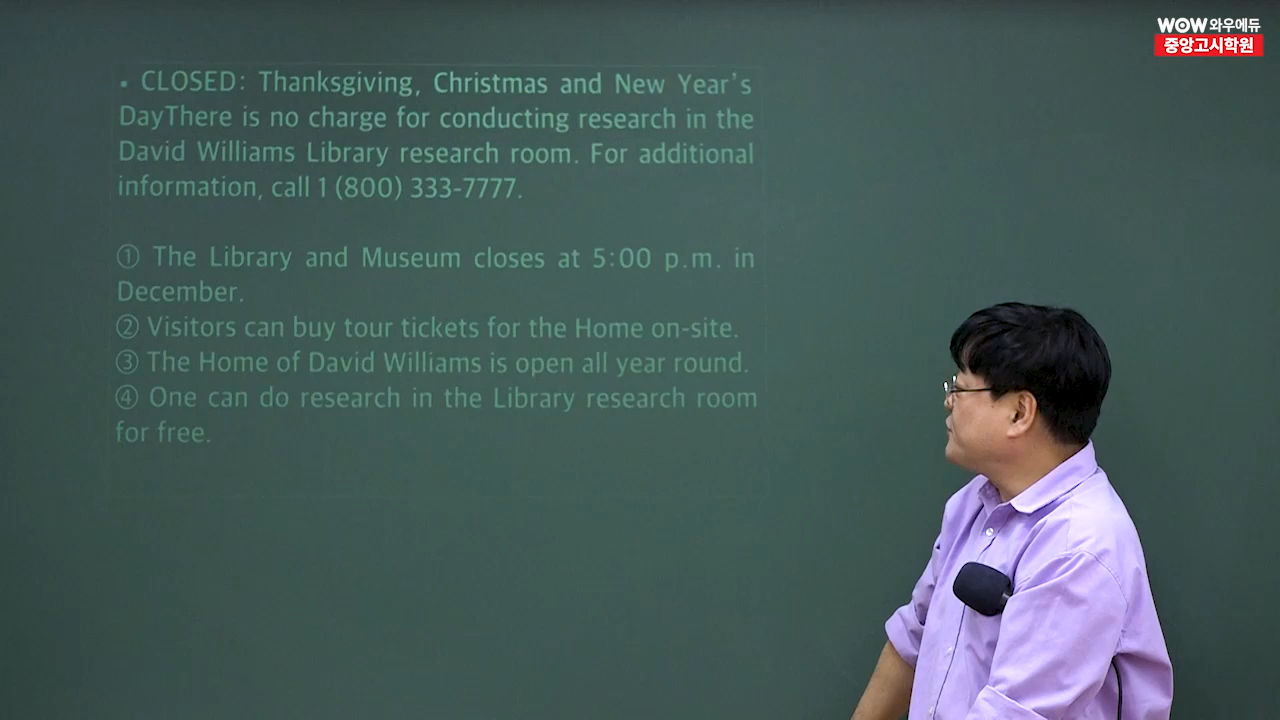 WOW 와우에듀
중앙고시학원
• CLOSED: Thanksgiving, Christmas and New Year's
DayThere is no charge for conducting research in the
David Williams Library research room. For additional
information, call 1 (800) 333-7777.
① The Library and Museum closes at 5:00 p.m. in
December.
② Visitors can buy tour tickets for the Home on-site.
③ The Home of David Williams is open all year round.
④ One can do research in the Library research room
for free.